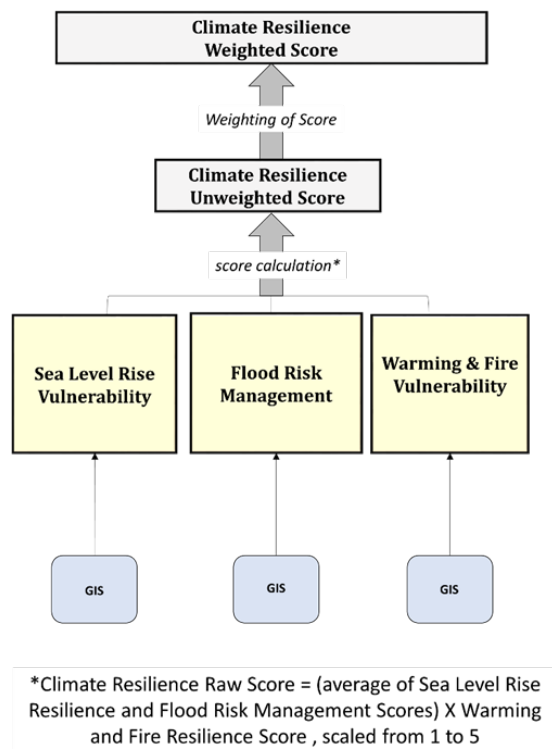 Climate Resilience
Weighted Score
Weighting of Score
Climate Resilience
Unweighted Score
score calculation*
Sea Level Rise
Vulnerability
Flood Risk
Management
Warming & Fire
Vulnerability
GIS
GIS
GIS
*Climate Resilience Raw Score = (average of Sea Level Rise
Resilience and Flood Risk Management Scores) X Warming
and Fire Resilience Score , scaled from 1 to 5